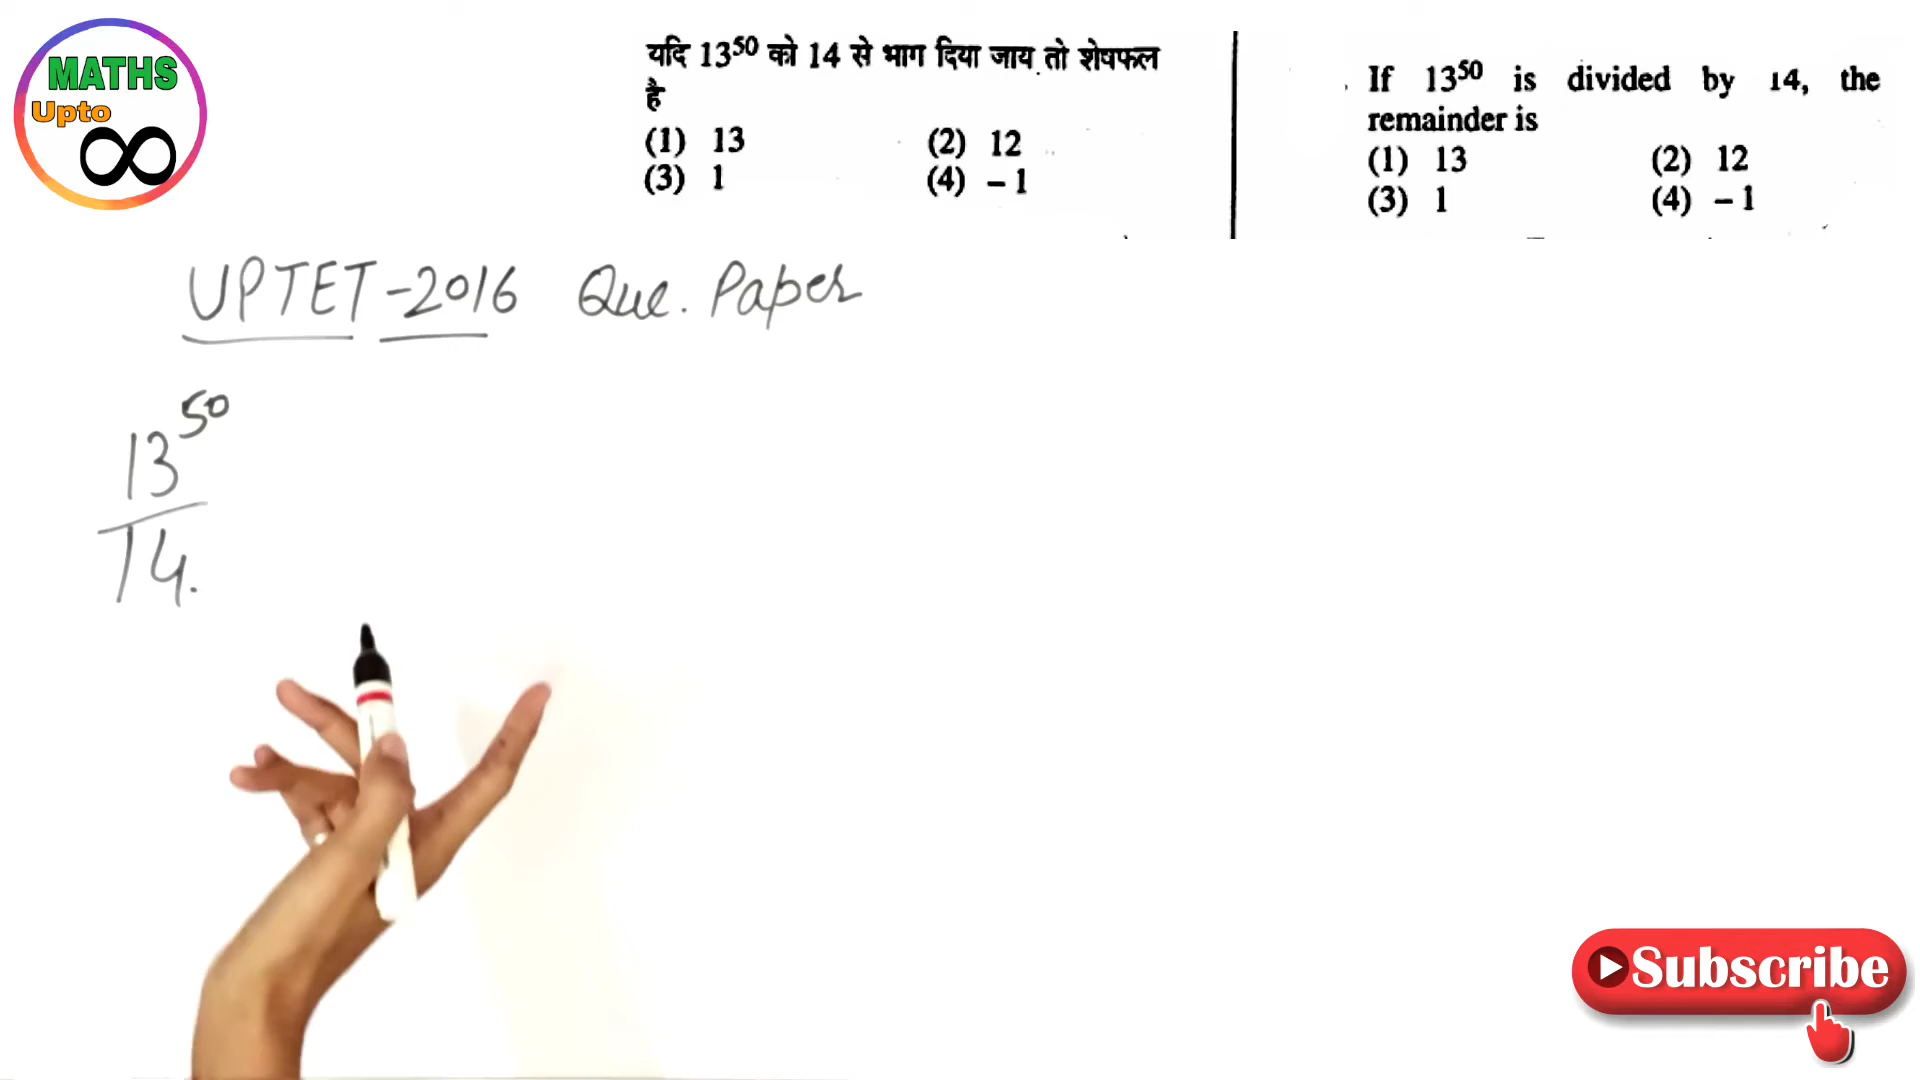 MATHS
Upto
∞
यदि 13⁵⁰ को 14 से भाग दिया जाय तो शेषफल
है
(1) 13 (2) 12
(3) 1 (4) – 1
If 13⁵⁰ is divided by 14, the
remainder is
(1) 13 (2) 12
(3) 1 (4) – 1
UPTET-2016 Que. Paper
13⁵⁰
14.
Subscribe